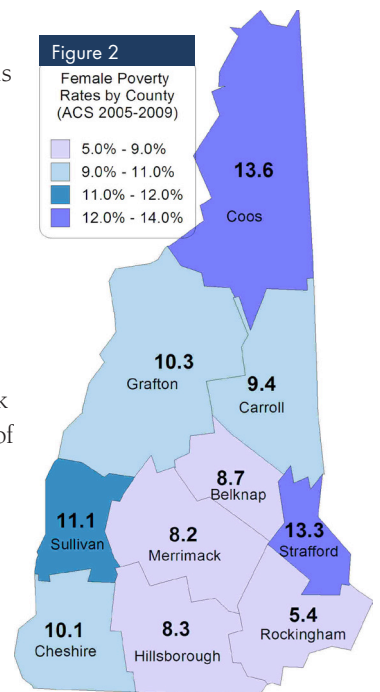 Figure 2
Female Poverty
Rates by County
(ACS 2005-2009)
5.0% - 9.0%
9.0% - 11.0%
11.0% - 12.0%
12.0% - 14.0%
13.6
Coos
10.3
Grafton
9.4
Carroll
8.7
Belknap
11.1
Sullivan
8.2
Merrimack
13.3
Strafford
10.1
Cheshire
8.3
Hillsborough
5.4
Rockingham
of